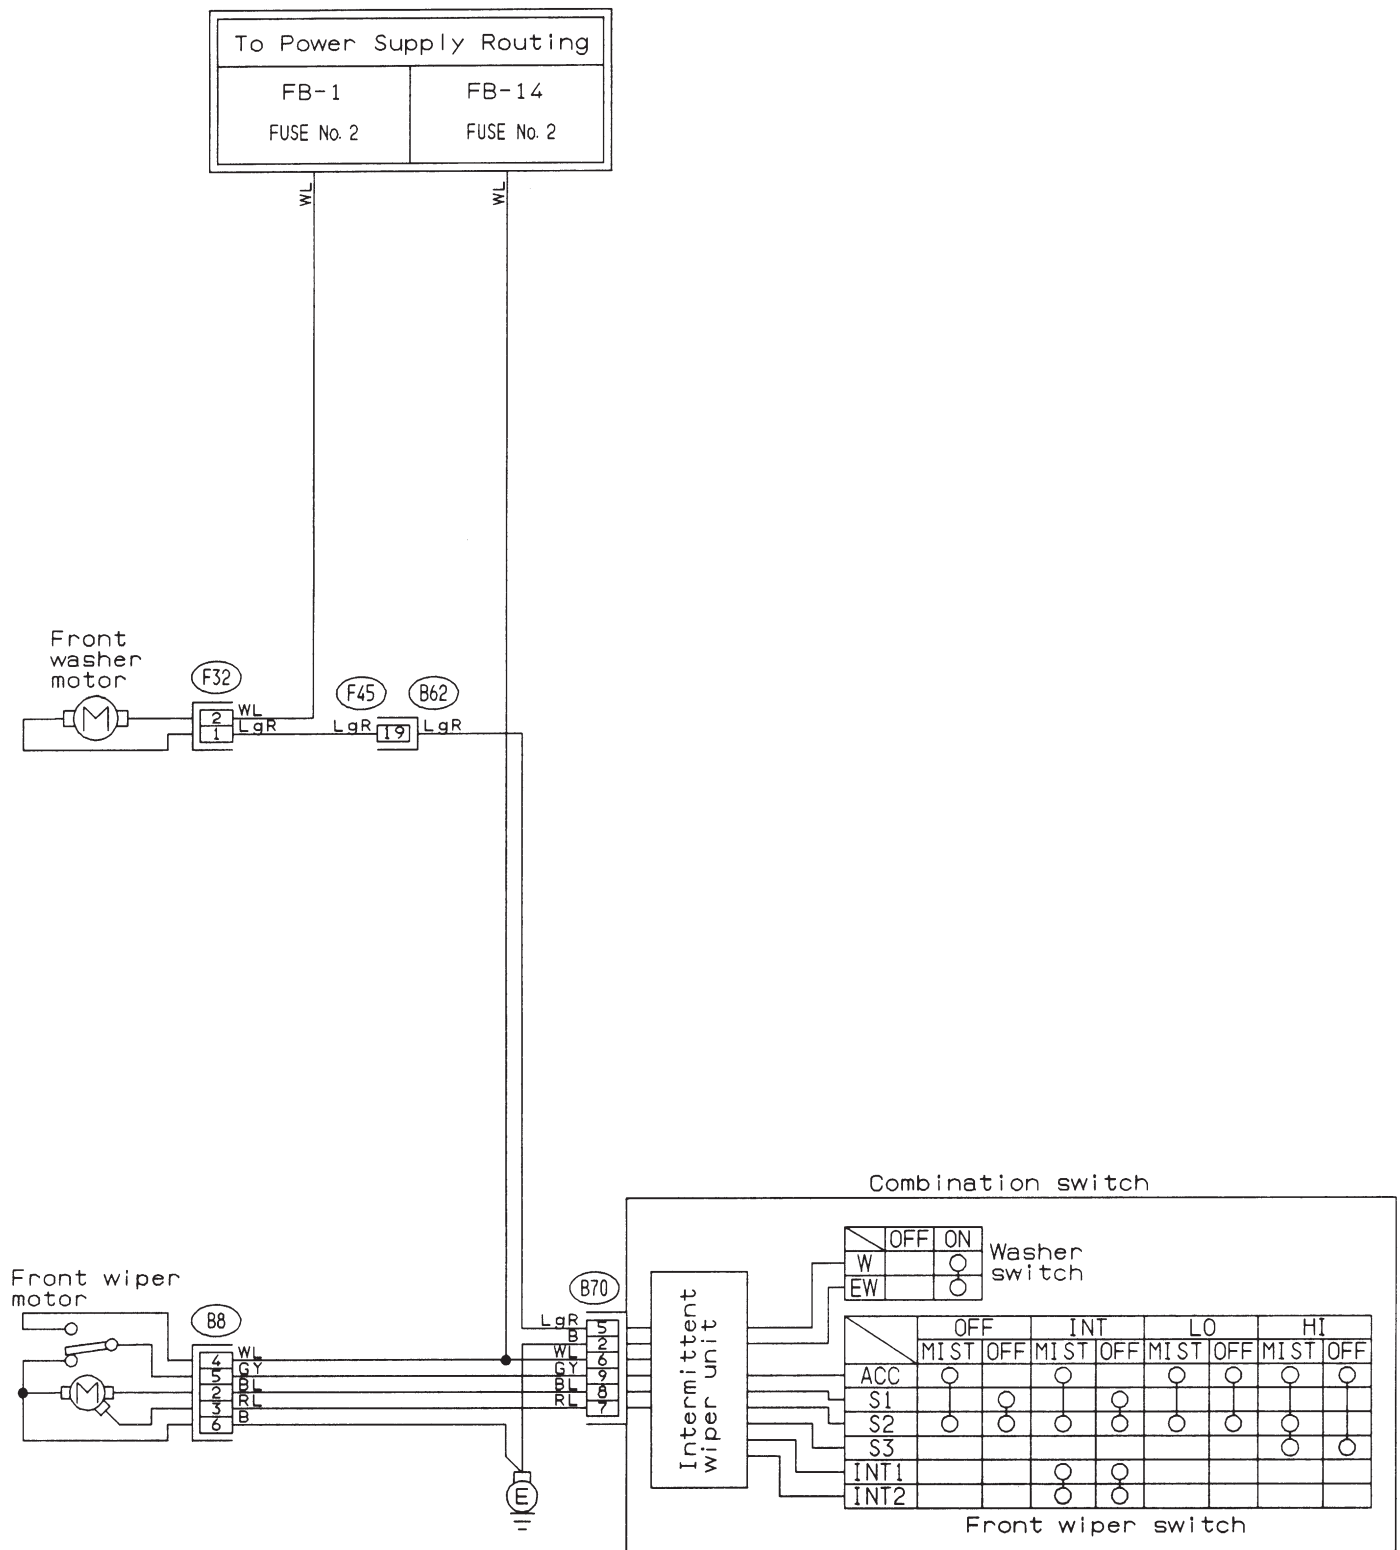 To Power Supply Routing
FB-1
FB-14
FUSE No. 2
FUSE No. 2
WL
WL
Front
washer
motor
F32
F45
B62
2
WL
1
LgR
LgR
19
LgR
Combination switch
OFF
ON
W
EW
Washer
switch
Front wiper
motor
B8
B70
4
WL
5
GY
2
BL
3
RL
6
B
LgR
5
B
2
WL
6
GY
9
BL
8
RL
7
E
Intermittent
wiper unit
OFF
INT
LO
HI
MIST
OFF
MIST
OFF
MIST
OFF
MIST
OFF
ACC
S1
S2
S3
INT1
INT2
M
M
Front wiper switch